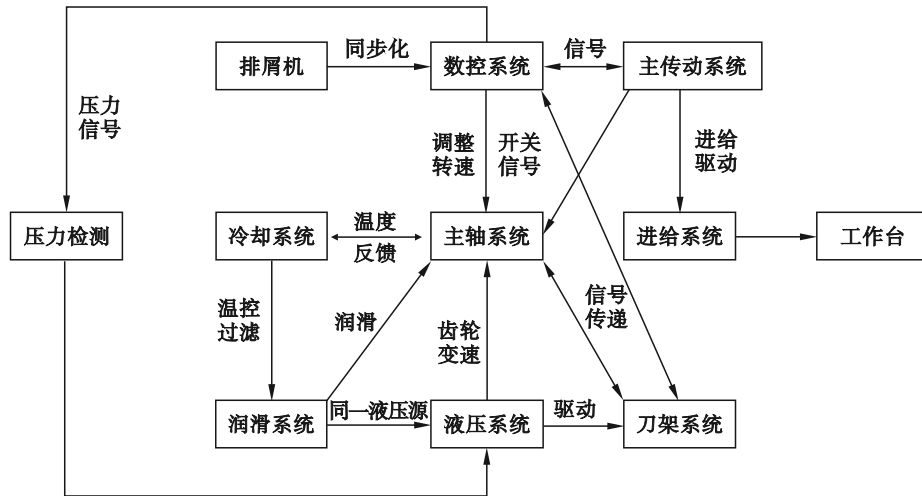 同步化
信号
排屑机
数控系统
主传动系统
压力
信号
调整
转速
开关
信号
进给
驱动
压力检测
冷却系统
温度
反馈
主轴系统
进给系统
工作台
温控
过滤
润滑
齿轮
变速
信号
传递
润滑系统
同一液压源
液压系统
驱动
刀架系统